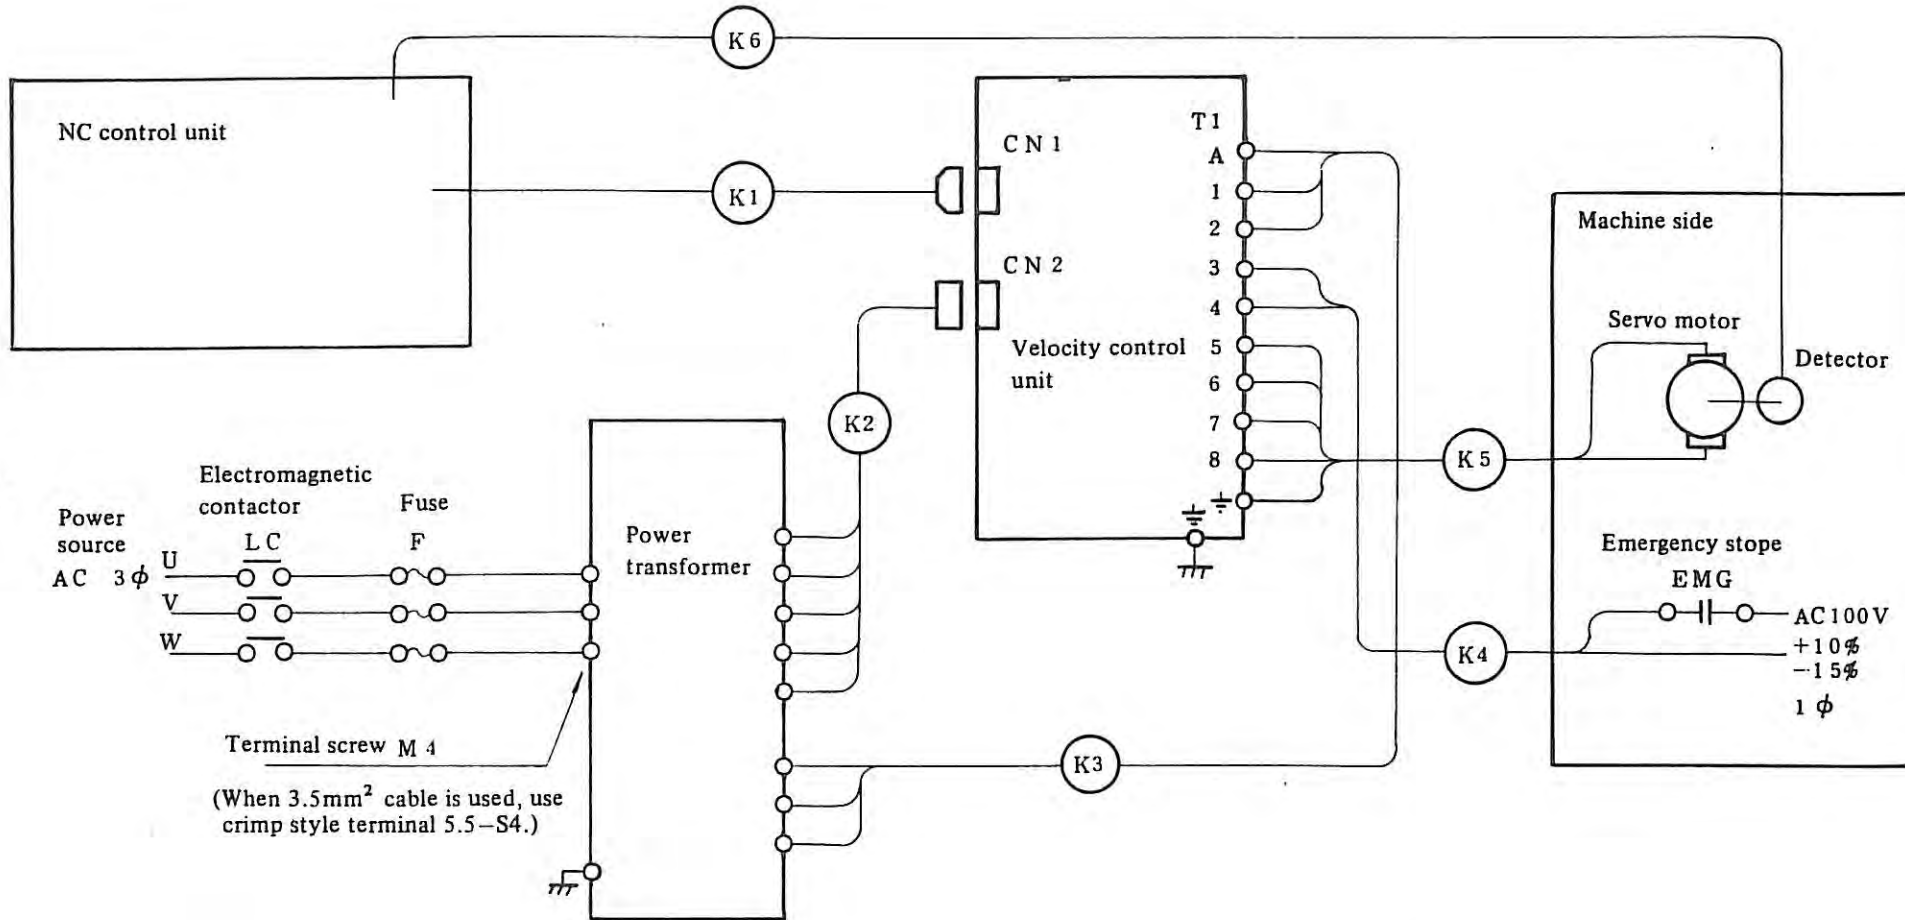 K6
NC control unit
K1
CN1
CN2
T1
A
1
2
3
4
5
6
7
8
Velocity control
unit
Machine side
Servo motor
Detector
K2
K5
Electromagnetic
contactor
LC
Fuse
F
Power
source
AC 3φ
U
V
W
Power
transformer
Emergency stope
EMG
AC100V
+10%
-15%
1φ
K4
Terminal screw M4
(When 3.5mm² cable is used, use
crimp style terminal 5.5-S4.)
K3